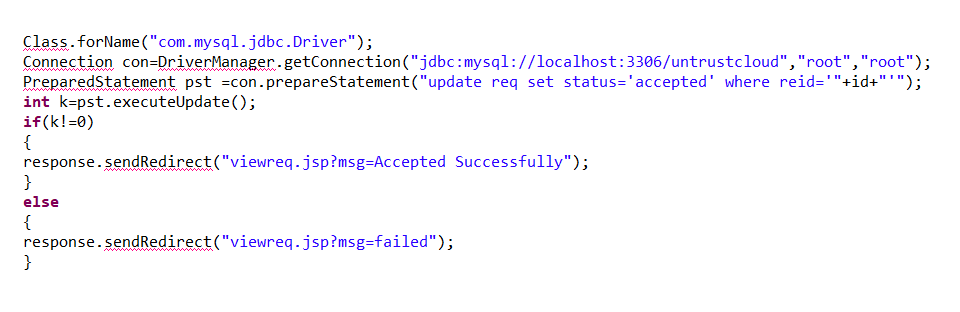 Class.forName("com.mysql.jdbc.Driver");
Connection con=DriverManager.getConnection("jdbc:mysql://localhost:3306/untrustcloud","root","root");
PreparedStatement pst =con.prepareStatement("update req set status='accepted' where reid='"+id+"'");
int k=pst.executeUpdate();
if(k!=0)
{
response.sendRedirect("viewreq.jsp?msg=Accepted Successfully");
}
else
{
response.sendRedirect("viewreq.jsp?msg=failed");
}